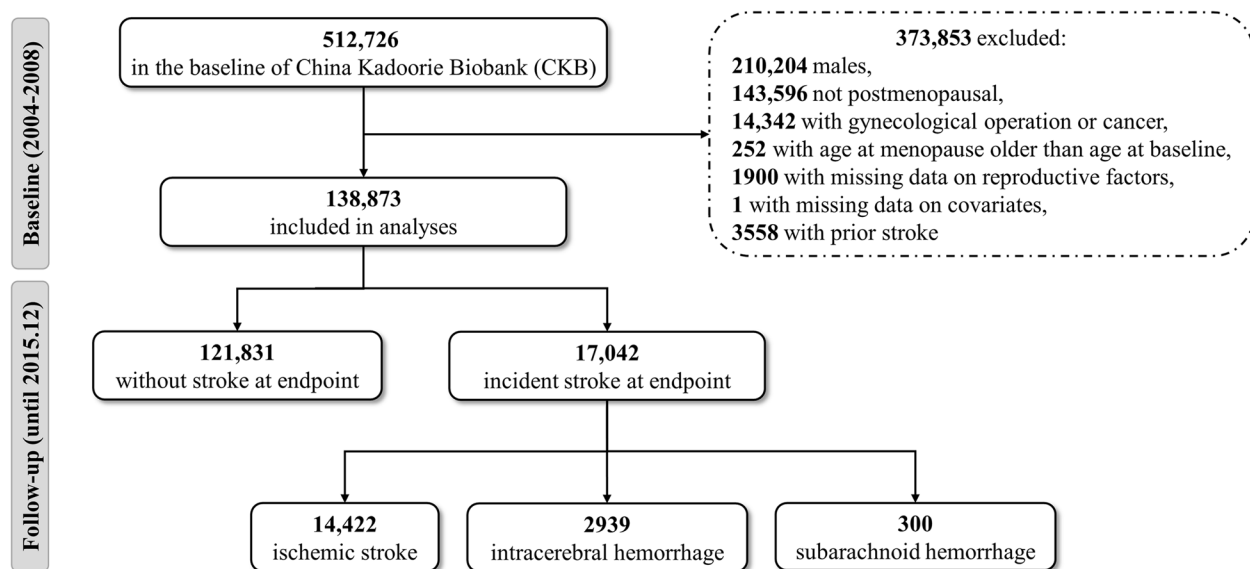 Baseline (2004-2008)
512,726
in the baseline of China Kadoorie Biobank (CKB)
373,853 excluded:
210,204 males,
143,596 not postmenopausal,
14,342 with gynecological operation or cancer,
252 with age at menopause older than age at baseline,
1900 with missing data on reproductive factors,
1 with missing data on covariates,
3558 with prior stroke
138,873
included in analyses
Follow-up (until 2015.12)
121,831
without stroke at endpoint
17,042
incident stroke at endpoint
14,422
ischemic stroke
2939
intracerebral hemorrhage
300
subarachnoid hemorrhage